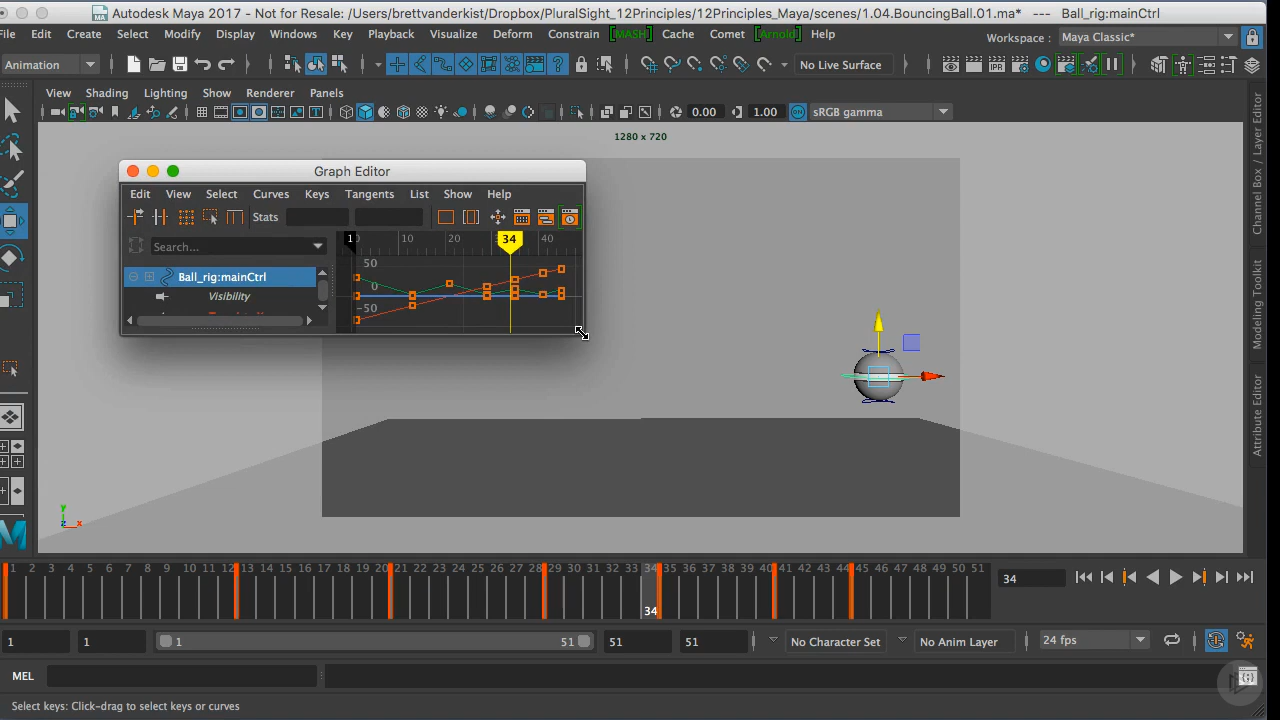 Autodesk Maya 2017 - Not for Resale: /Users/brettvanderkist/Dropbox/PluralSight_12Principles/12Principles_Maya/scenes/1.04.BouncingBall.01.ma* --- Ball_rig:mainCtrl
File Edit Create Select Modify Display Windows Key Playback Visualize Deform Constrain [MASH] Cache Comet [Arnold] Help Workspace : Maya Classic*
Animation No Live Surface
View Shading Lighting Show Renderer Panels
0.00 1.00 sRGB gamma
1280 x 720
Graph Editor
Edit View Select Curves Keys Tangents List Show Help
Stats
Search...
1 0 10 20 34 40
Ball_rig:mainCtrl
Visibility
50
0
-50
Channel Box / Layer Editor
Modeling Toolkit
Attribute Editor
y
z x
1 2 3 4 5 6 7 8 9 10 11 12 13 14 15 16 17 18 19 20 21 22 23 24 25 26 27 28 29 30 31 32 33 34 35 36 37 38 39 40 41 42 43 44 45 46 47 48 49 50 51
34
34
1 1 1 51 51 51 No Character Set No Anim Layer 24 fps
MEL
Select keys: Click-drag to select keys or curves